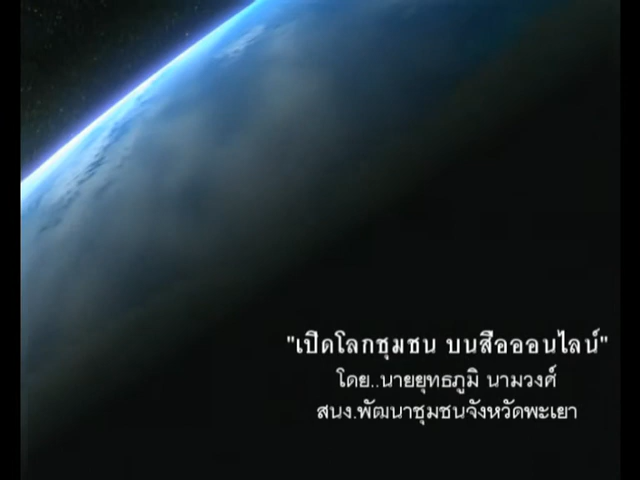 "เปิดโลกชุมชน บนสื่อออนไลน์"
โดย..นายยุทธภูมิ นามวงศ์
สนง.พัฒนาชุมชนจังหวัดพะเยา